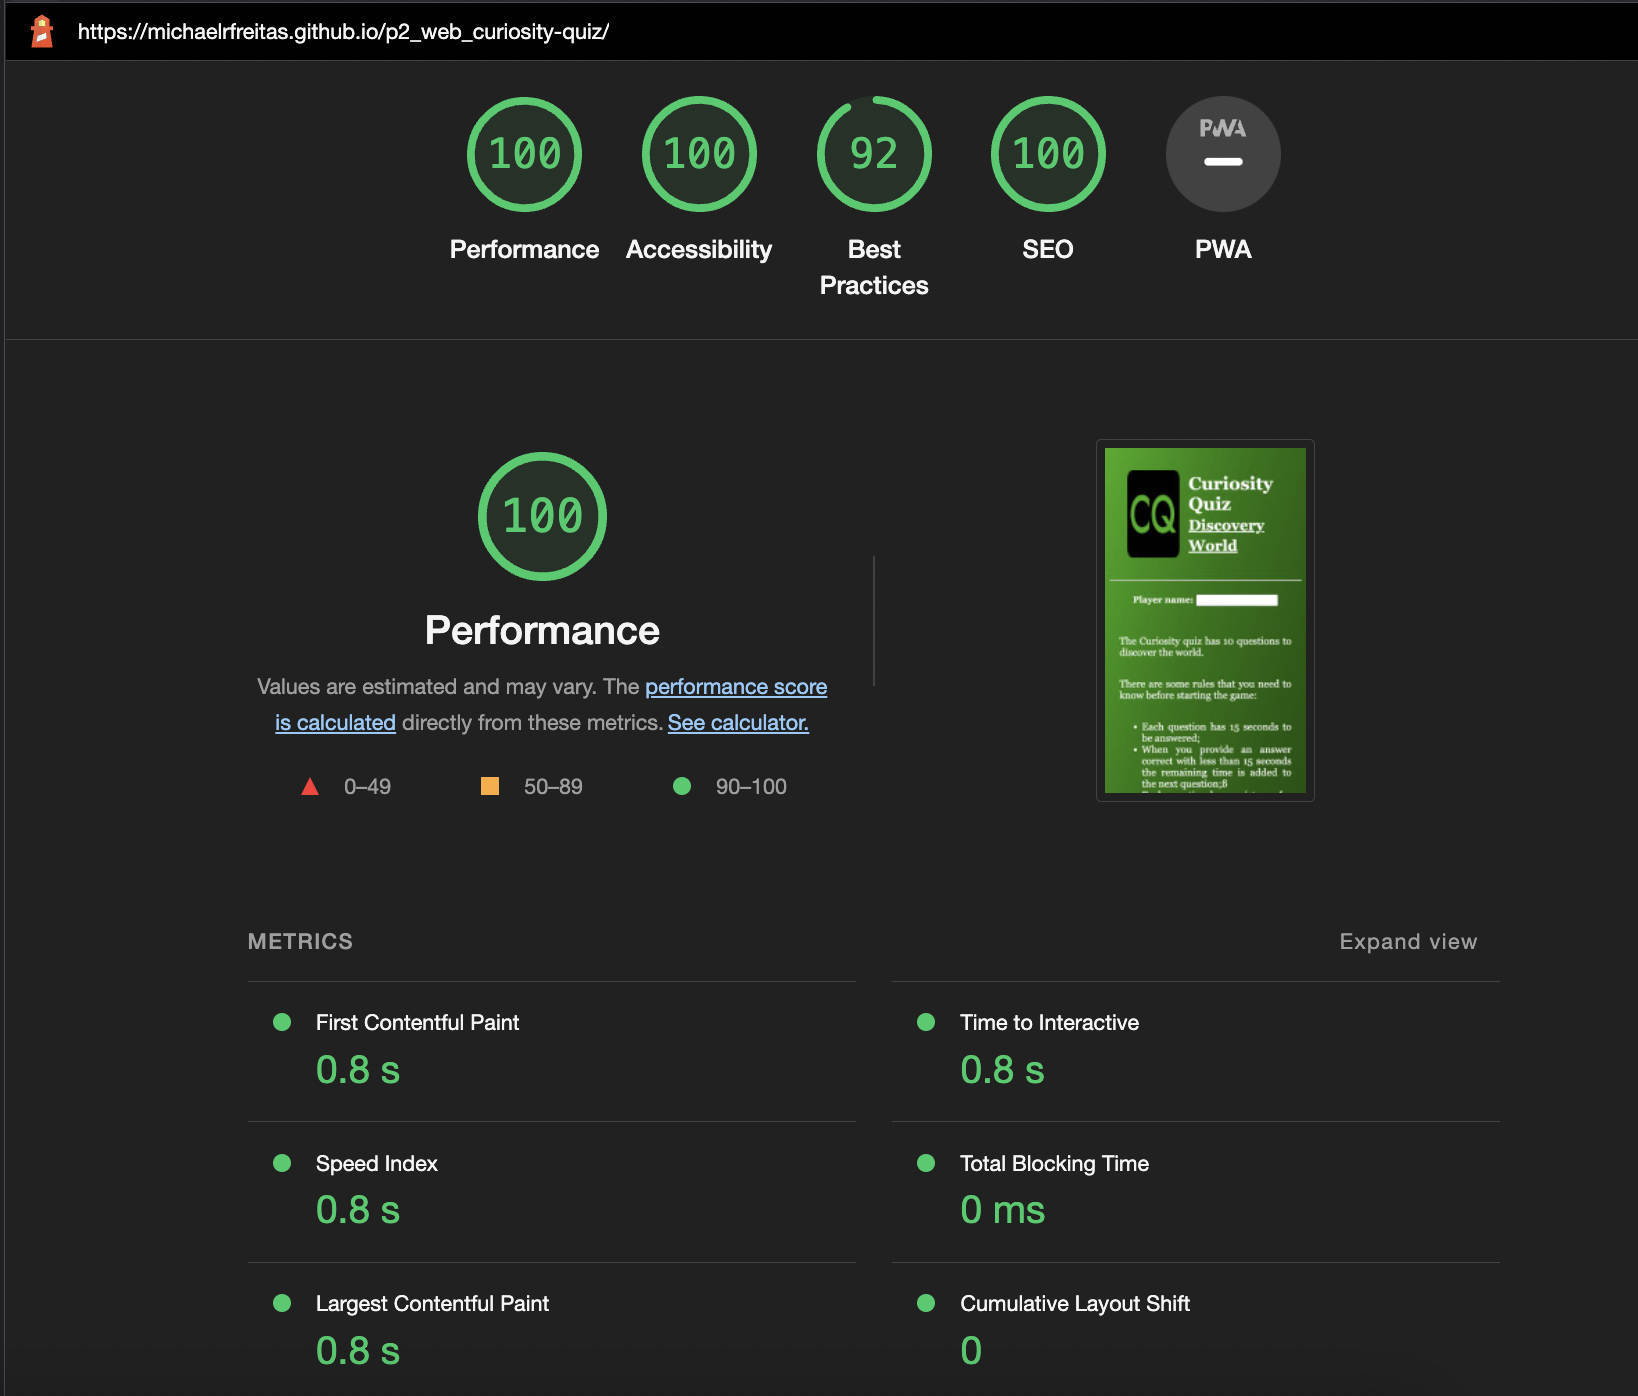 https://michaelrfreitas.github.io/p2_web_curiosity-quiz/
100
100
92
100
PWA
Performance
Accessibility
Best
Practices
SEO
PWA
100
Performance
Values are estimated and may vary. The performance score
is calculated directly from these metrics. See calculator.
0–49
50–89
90–100
CQ
Curiosity
Quiz
Discovery
World
Player name:
The Curiosity quiz has 10 questions to
discover the world.
There are some rules that you need to
know before starting the game:
• Each question has 15 seconds to
be answered;
• When you provide an answer
correct with less than 15 seconds
the remaining time is added to
the next question;8
METRICS
Expand view
First Contentful Paint
0.8 s
Time to Interactive
0.8 s
Speed Index
0.8 s
Total Blocking Time
0 ms
Largest Contentful Paint
0.8 s
Cumulative Layout Shift
0